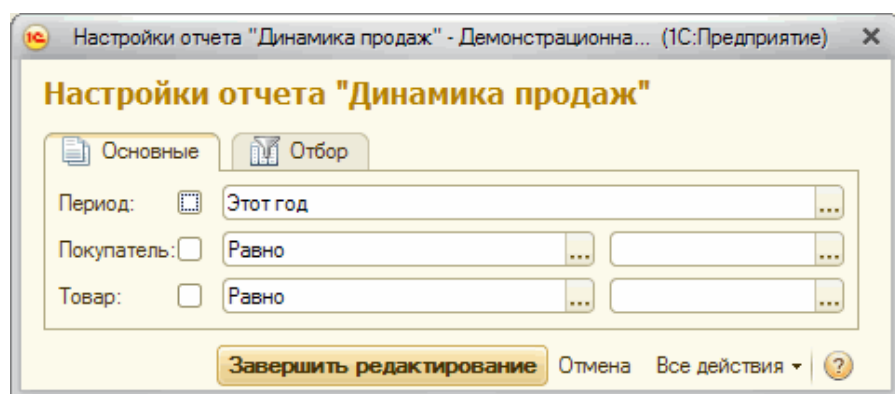 Настройки отчета "Динамика продаж" - Демонстрационна... (1С:Предприятие)
Настройки отчета "Динамика продаж"
Основные Отбор
Период: Этот год ...
Покупатель: Равно ... ...
Товар: Равно ... ...
Завершить редактирование Отмена Все действия ?